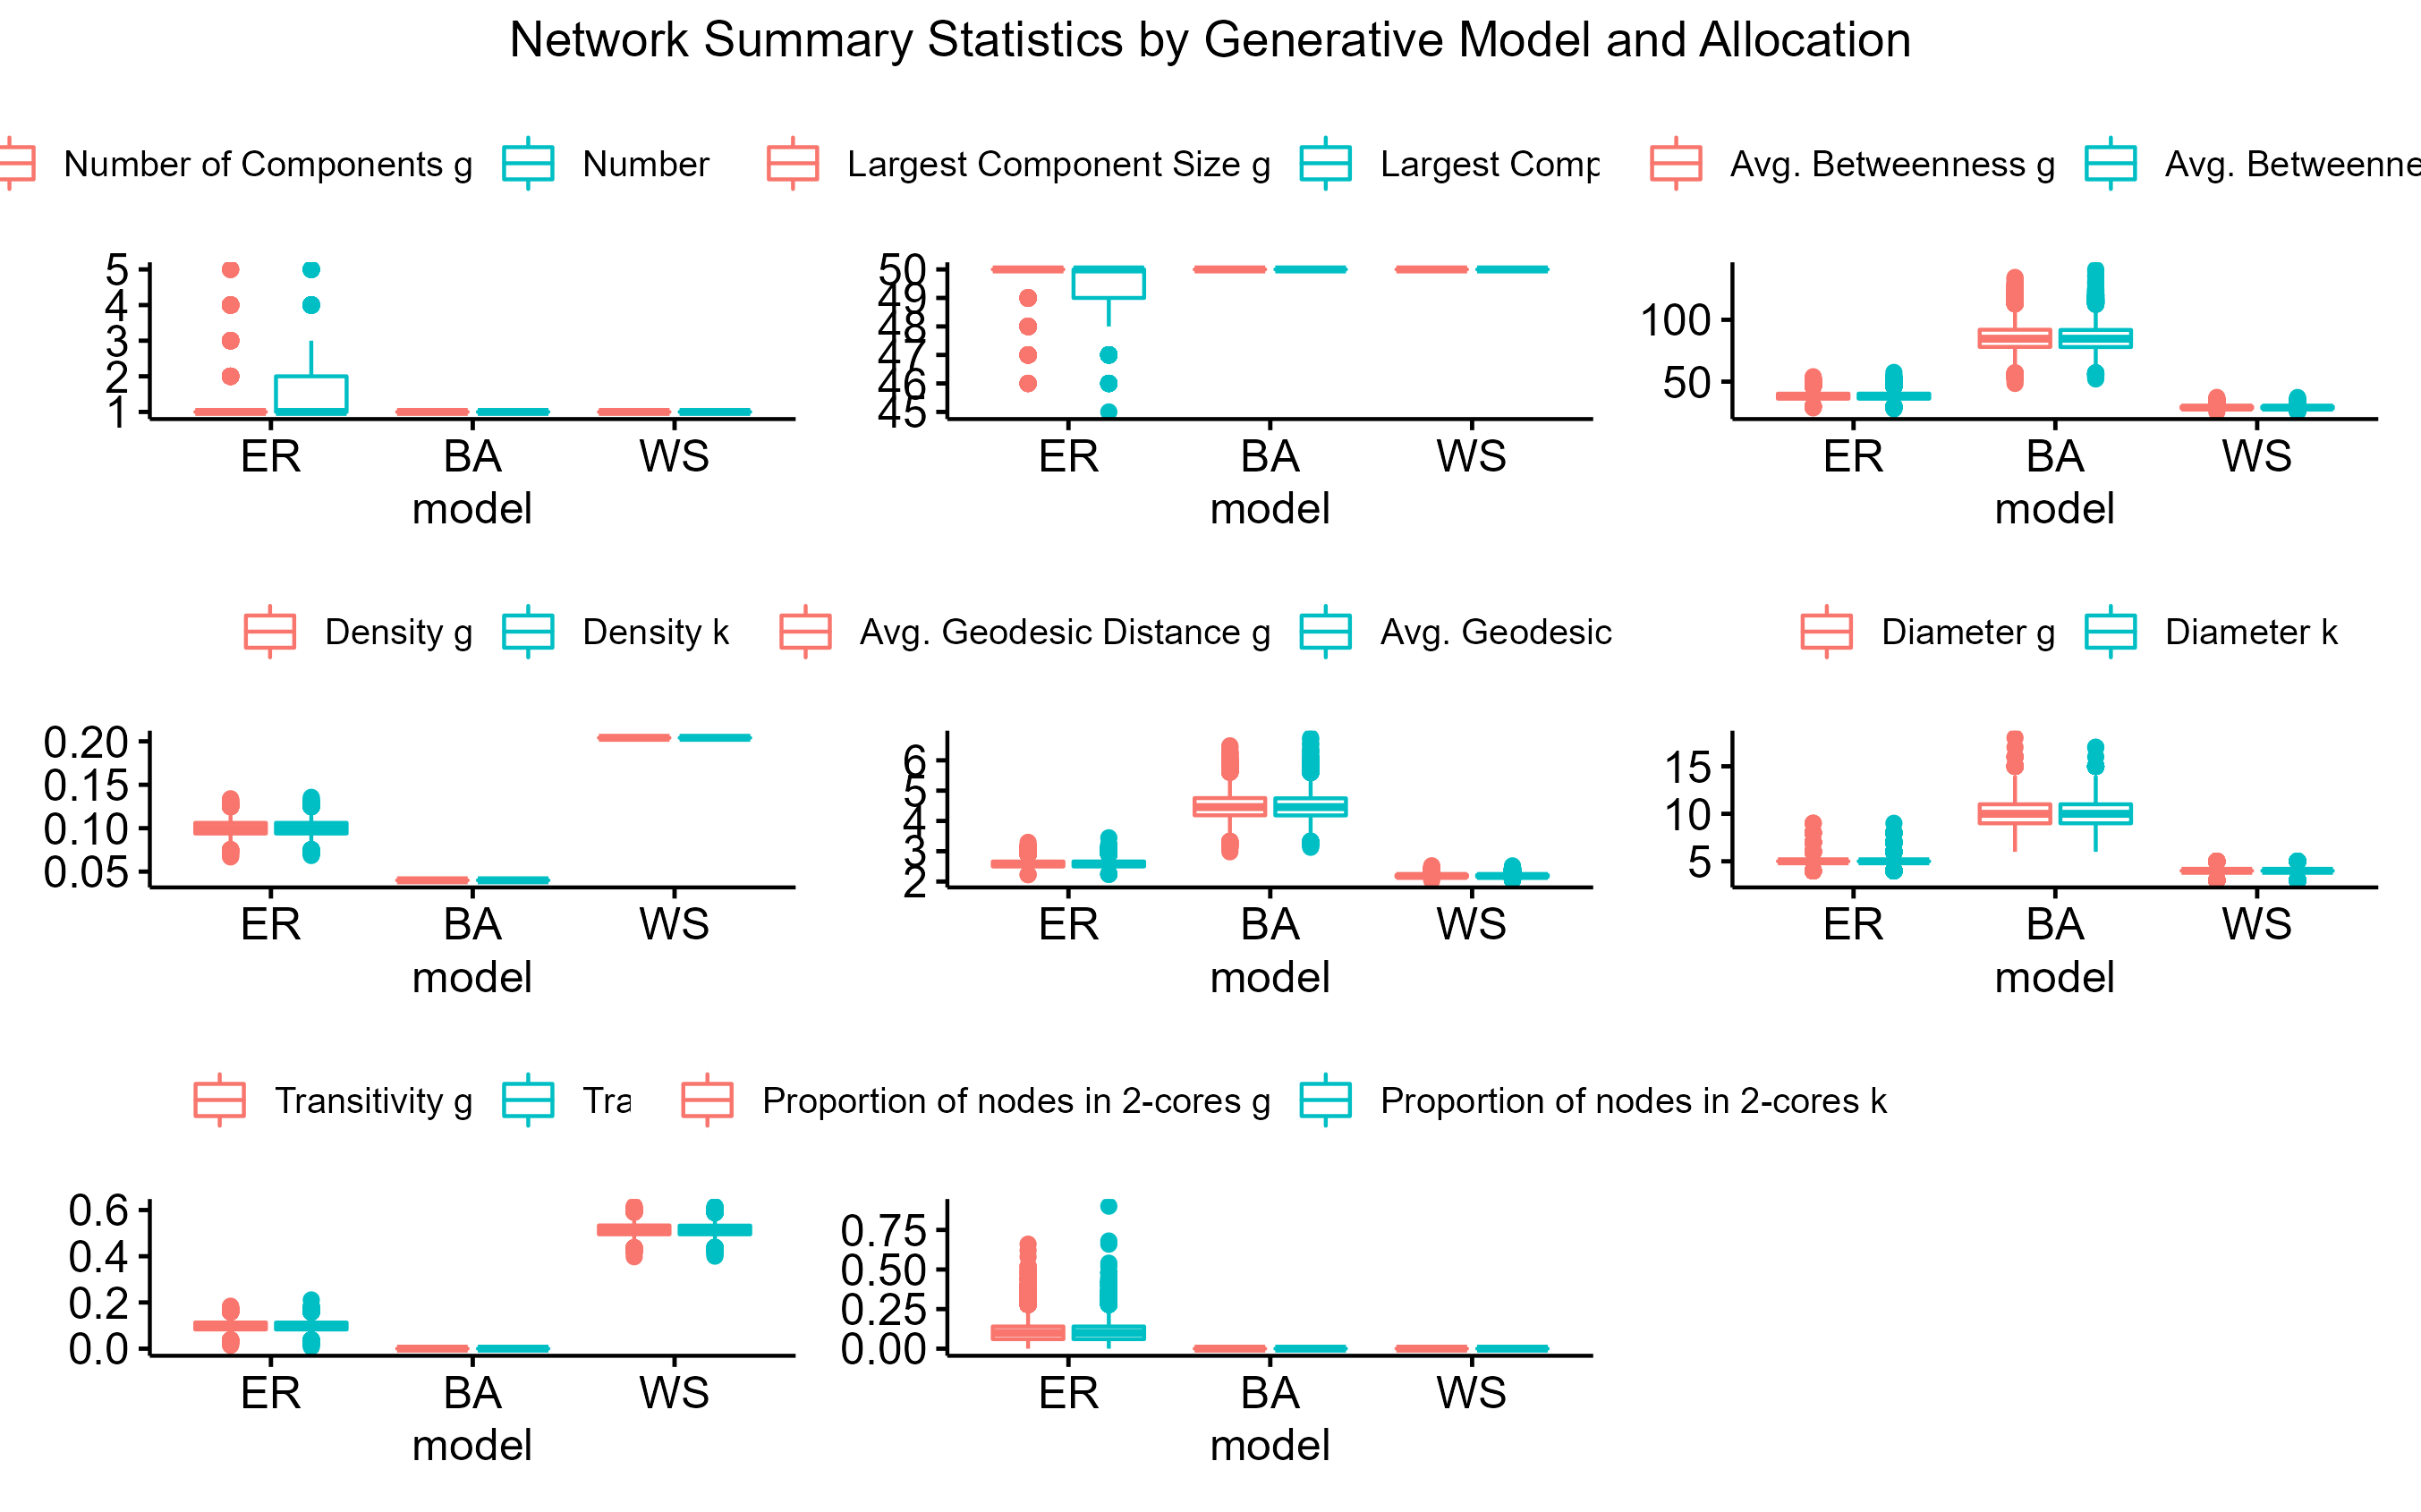 Network Summary Statistics by Generative Model and Allocation
Number of Components g Number Largest Component Size g Largest Comp Avg. Betweenness g Avg. Betweenne
5
4
3
2
1
ER BA WS
model
50
49
48
47
46
45
ER BA WS
model
100
50
ER BA WS
model
Density g Density k Avg. Geodesic Distance g Avg. Geodesic Diameter g Diameter k
0.20
0.15
0.10
0.05
ER BA WS
model
6
5
4
3
2
ER BA WS
model
15
10
5
ER BA WS
model
Transitivity g Tra Proportion of nodes in 2-cores g Proportion of nodes in 2-cores k
0.6
0.4
0.2
0.0
ER BA WS
model
0.75
0.50
0.25
0.00
ER BA WS
model